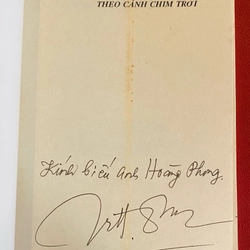 THEO CÁNH CHIM TRỜI
Kính biếu anh Hoàng Phong.